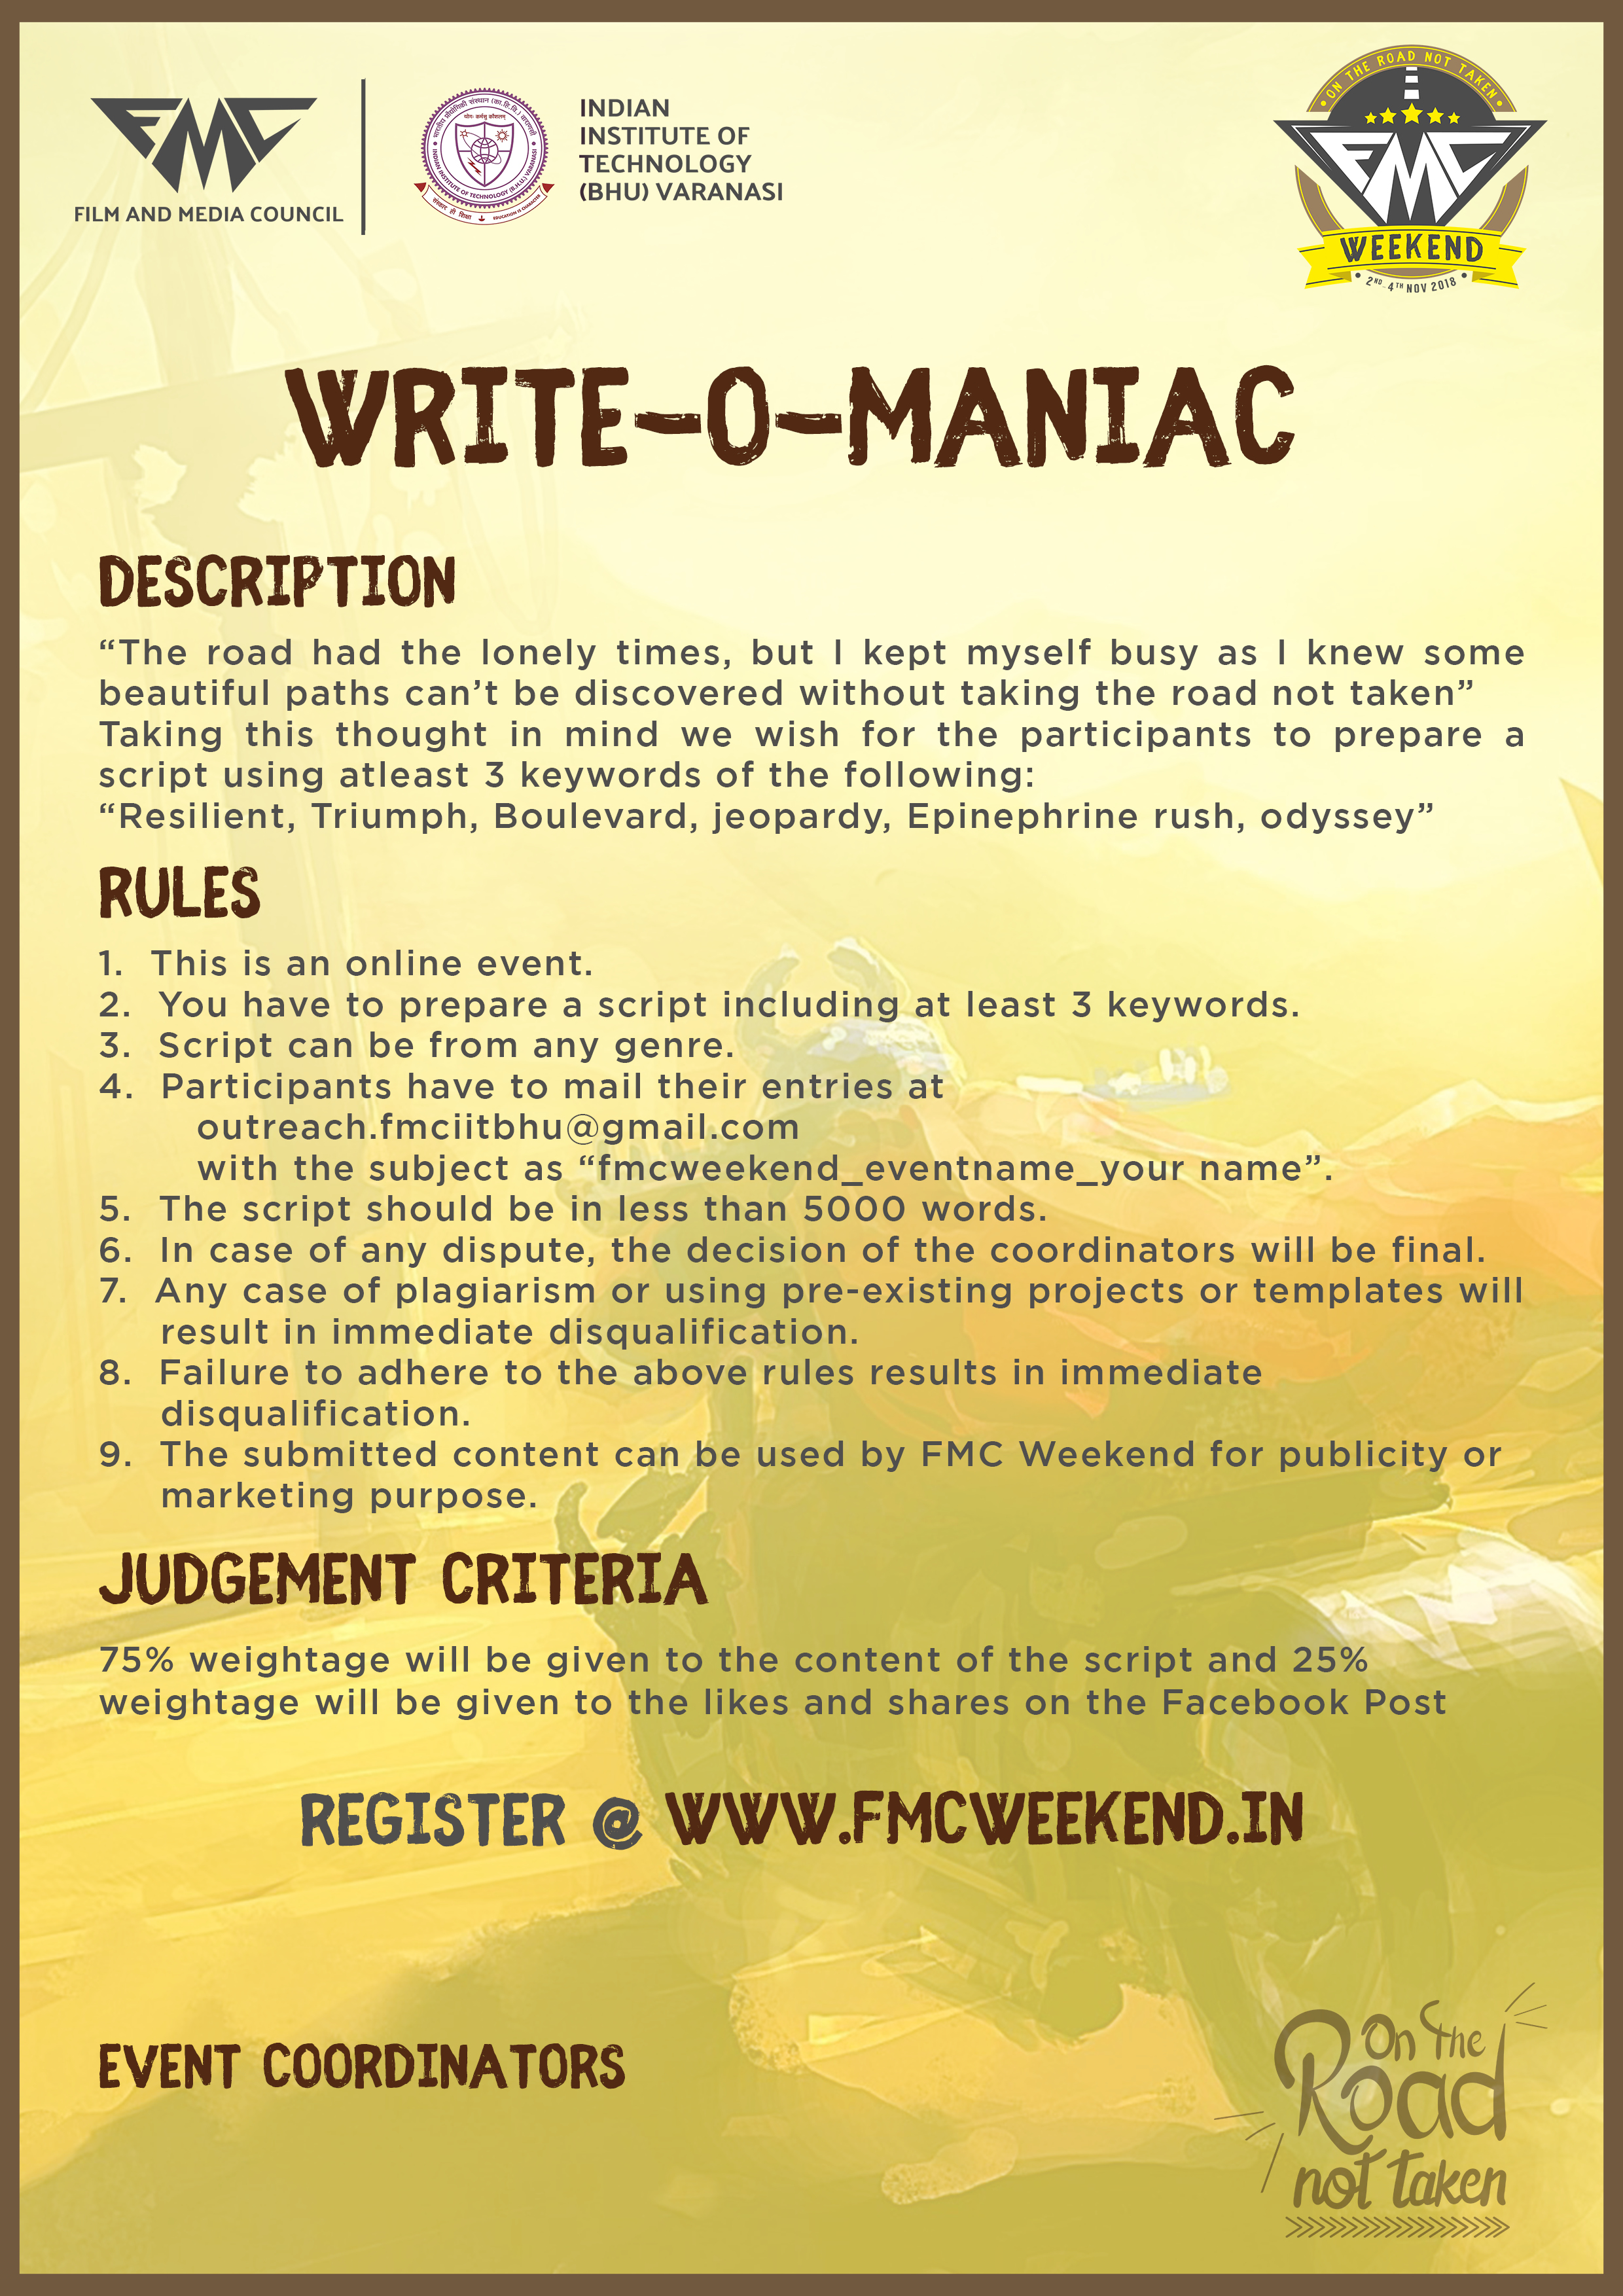 FMC
FILM AND MEDIA COUNCIL
INDIAN
INSTITUTE OF
TECHNOLOGY
(BHU) VARANASI
INDIAN INSTITUTE OF TECHNOLOGY (B.H.U.) VARANASI
ON THE ROAD NOT TAKEN
FMC
WEEKEND
2ND - 4TH NOV 2018
WRITE-O-MANIAC
DESCRIPTION
“The road had the lonely times, but I kept myself busy as I knew some
beautiful paths can’t be discovered without taking the road not taken”
Taking this thought in mind we wish for the participants to prepare a
script using atleast 3 keywords of the following:
“Resilient, Triumph, Boulevard, jeopardy, Epinephrine rush, odyssey”
RULES
1. This is an online event.
2. You have to prepare a script including at least 3 keywords.
3. Script can be from any genre.
4. Participants have to mail their entries at
outreach.fmciitbhu@gmail.com
with the subject as “fmcweekend_eventname_your name”.
5. The script should be in less than 5000 words.
6. In case of any dispute, the decision of the coordinators will be final.
7. Any case of plagiarism or using pre-existing projects or templates will
result in immediate disqualification.
8. Failure to adhere to the above rules results in immediate
disqualification.
9. The submitted content can be used by FMC Weekend for publicity or
marketing purpose.
JUDGEMENT CRITERIA
75% weightage will be given to the content of the script and 25%
weightage will be given to the likes and shares on the Facebook Post
REGISTER @ WWW.FMCWEEKEND.IN
EVENT COORDINATORS
On The
Road
not taken